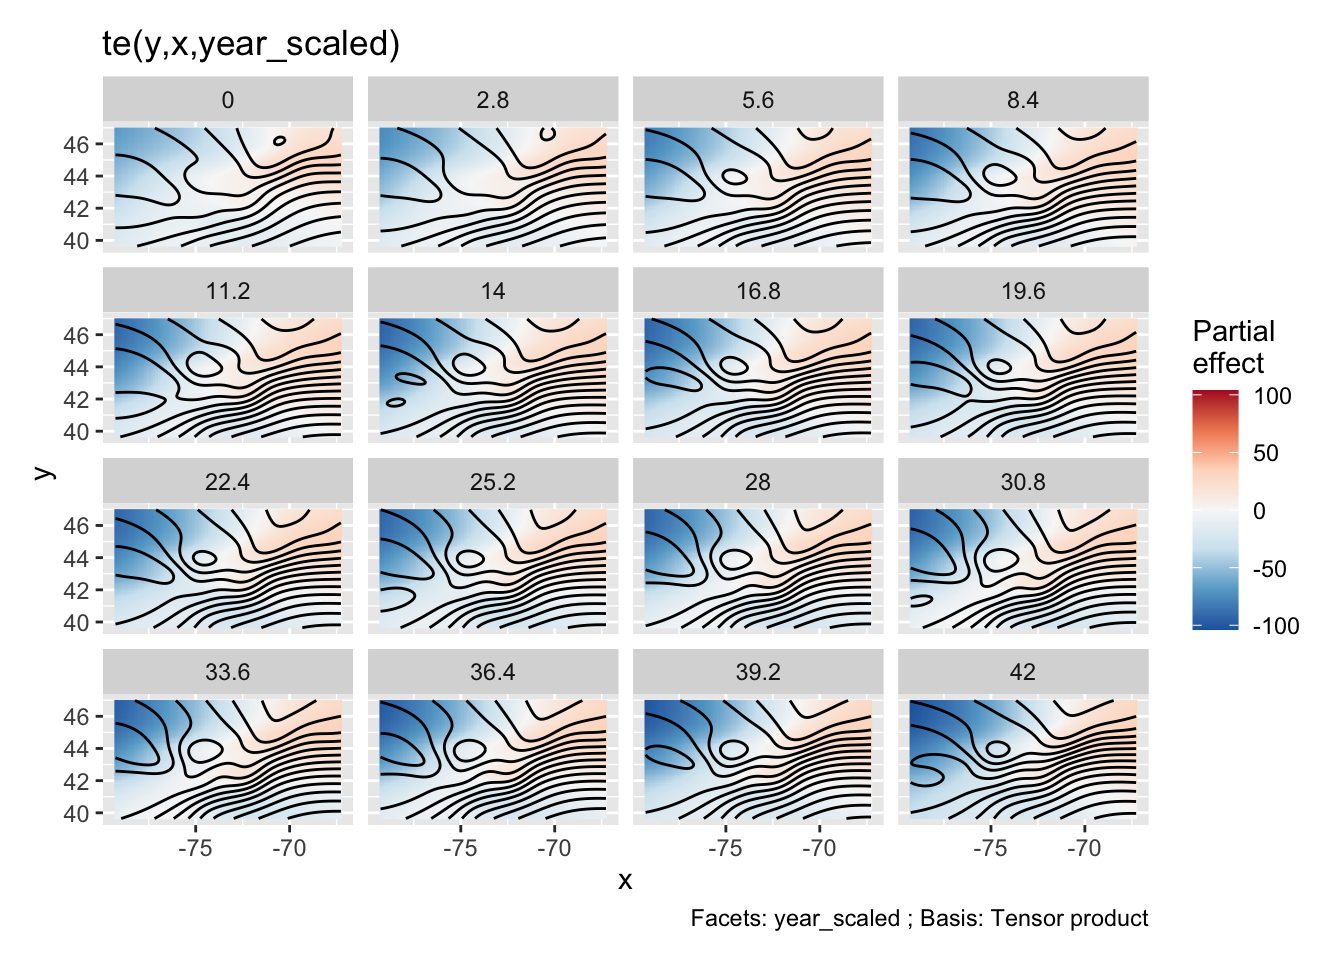 te(y,x,year_scaled)
0 2.8 5.6 8.4
46
44
42
40
11.2 14 16.8 19.6
46
44
42
40
22.4 25.2 28 30.8
46
44
42
40
33.6 36.4 39.2 42
46
44
42
40
-75 -70 -75 -70 -75 -70 -75 -70
x
y
Partial
effect
100
50
0
-50
-100
Facets: year_scaled ; Basis: Tensor product